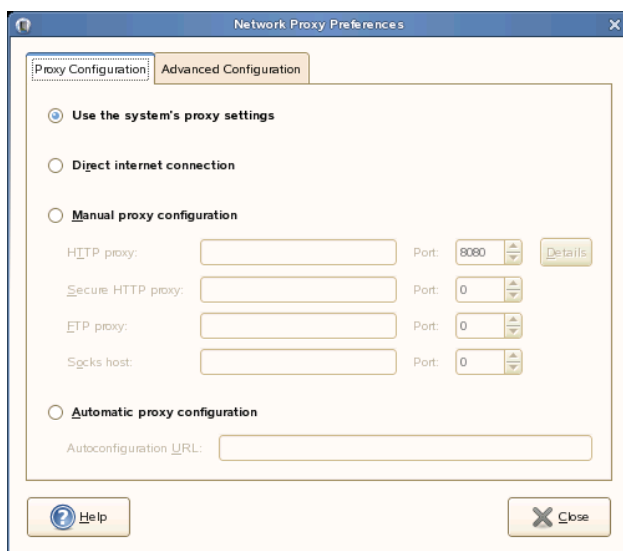 Network Proxy Preferences
Proxy Configuration Advanced Configuration
Use the system's proxy settings
Direct internet connection
Manual proxy configuration
HTTP proxy: Port: 8080 Details
Secure HTTP proxy: Port: 0
FTP proxy: Port: 0
Socks host: Port: 0
Automatic proxy configuration
Autoconfiguration URL:
Help Close